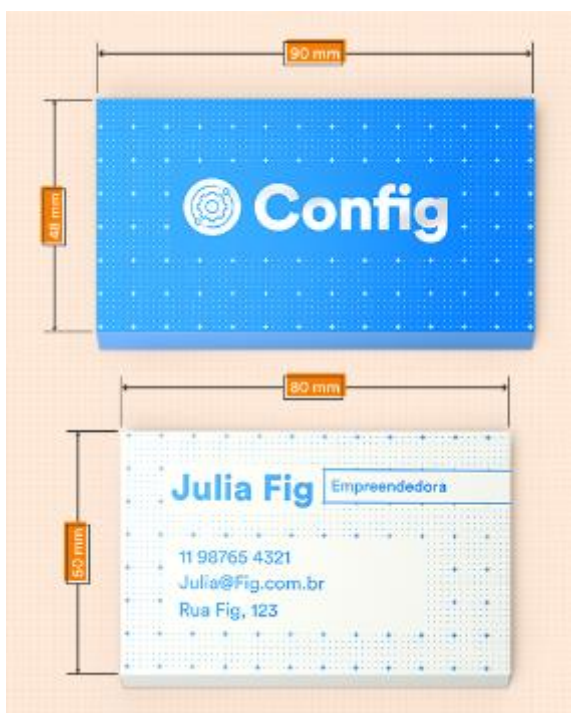 90 mm
48 mm
Config
80 mm
50 mm
Julia Fig
Empreendedora
11 98765 4321
Julia@Fig.com.br
Rua Fig, 123